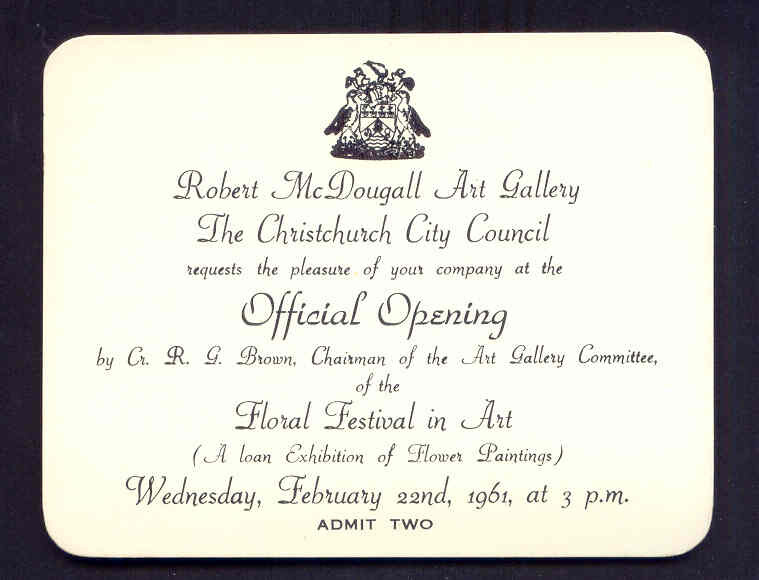 Robert McDougall Art Gallery
The Christchurch City Council
requests the pleasure of your company at the
Official Opening
by Cr. R. G. Brown, Chairman of the Art Gallery Committee,
of the
Floral Festival in Art
(A loan Exhibition of Flower Paintings)
Wednesday, February 22nd, 1961, at 3 p.m.
ADMIT TWO